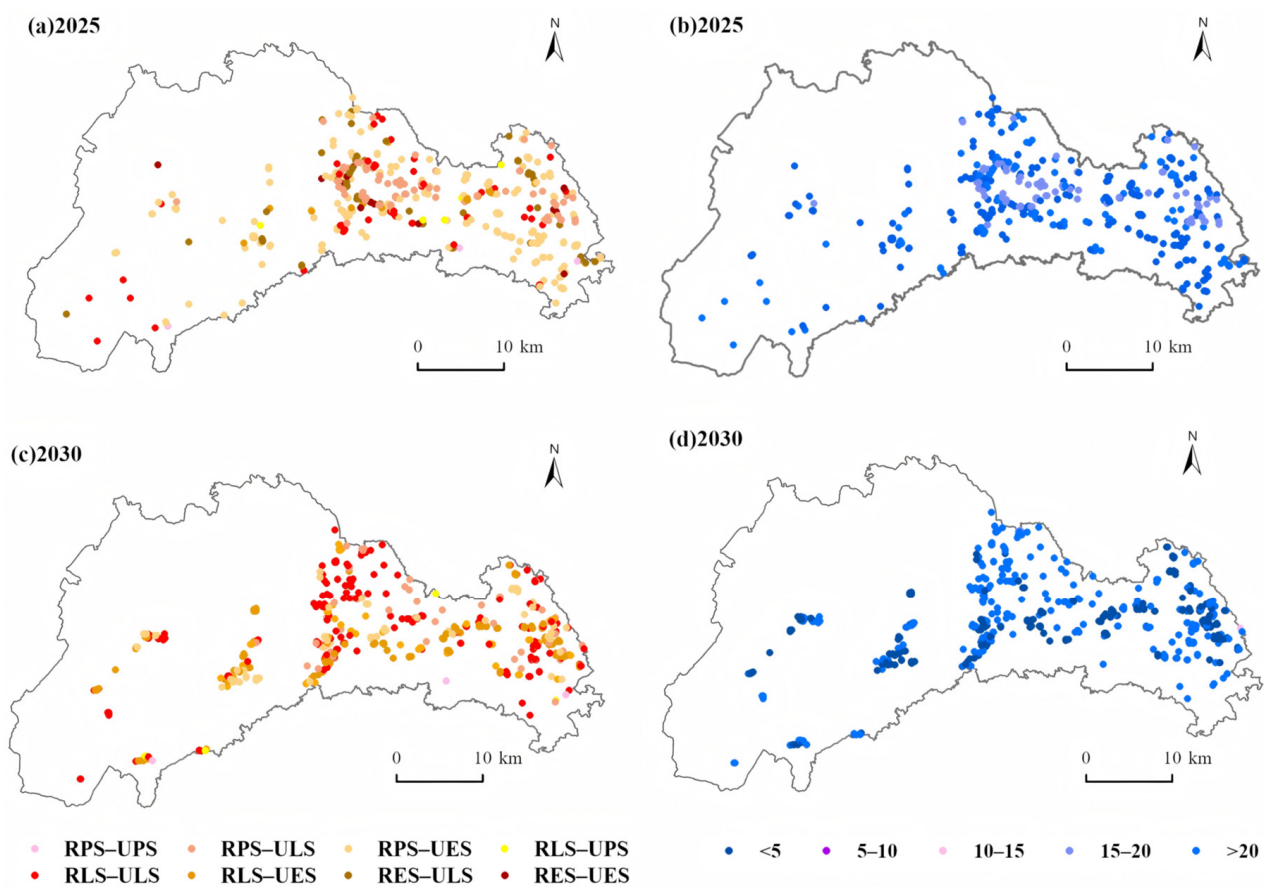 (a)2025
N
0 10 km
(b)2025
N
0 10 km
(c)2030
N
0 10 km
(d)2030
N
0 10 km
RPS–UPS RPS–ULS RPS–UES RLS–UPS
RLS–ULS RLS–UES RES–ULS RES–UES
<5 5–10 10–15 15–20 >20